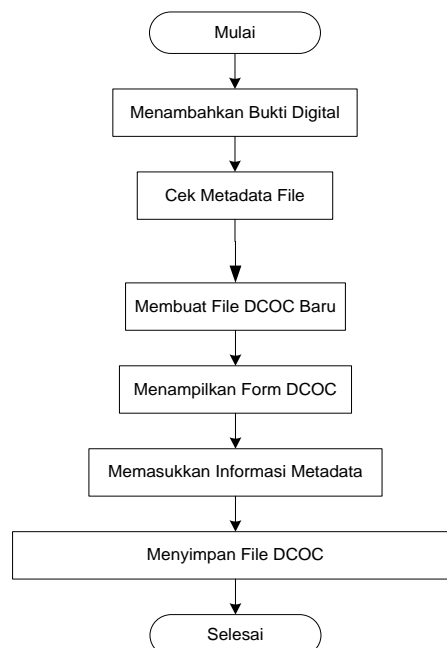 Mulai
Menambahkan Bukti Digital
Cek Metadata File
Membuat File DCOC Baru
Menampilkan Form DCOC
Memasukkan Informasi Metadata
Menyimpan File DCOC
Selesai